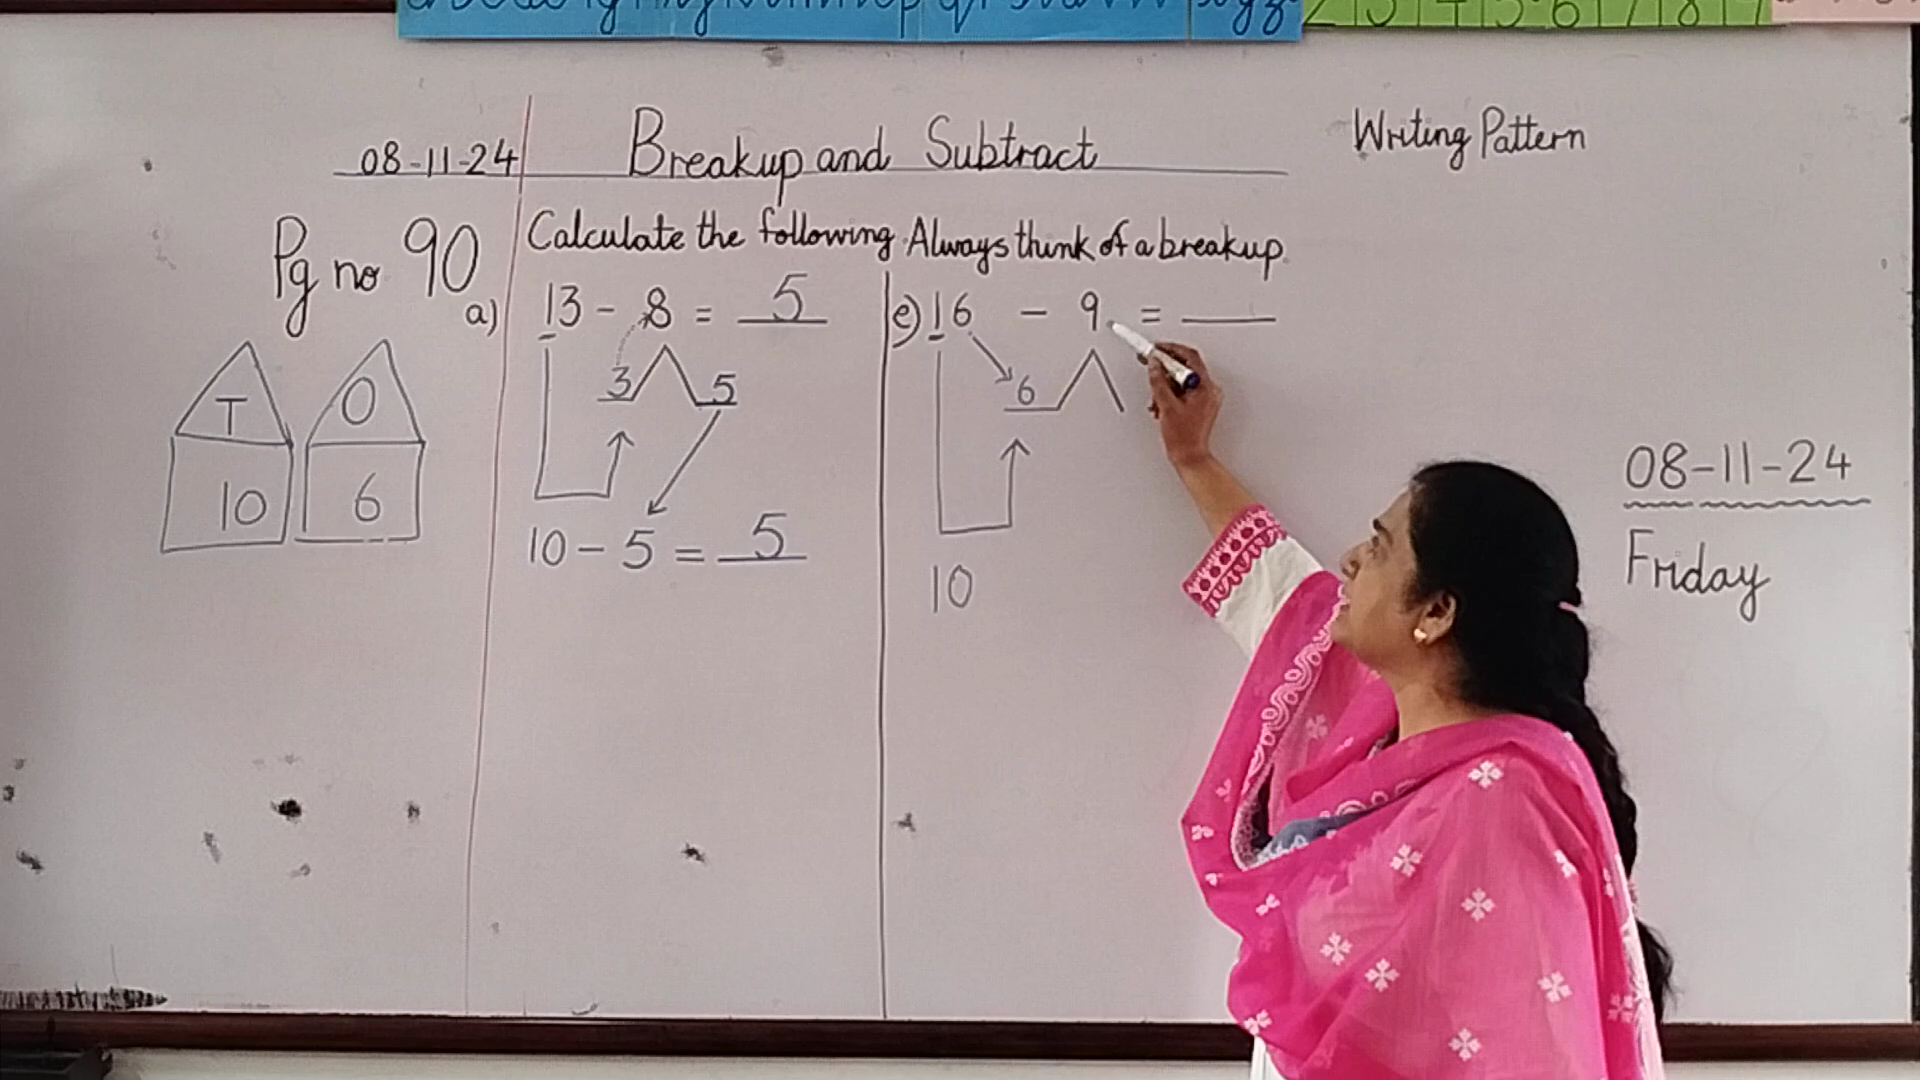 08-11-24 Breakup and Subtract
Writing Pattern
Pg no 90
Calculate the following. Always think of a breakup.
a) 13 - 8 = 5
3 5
10 - 5 = 5
e) 16 - 9 =
6
10
T O
10 6
08-11-24
Friday